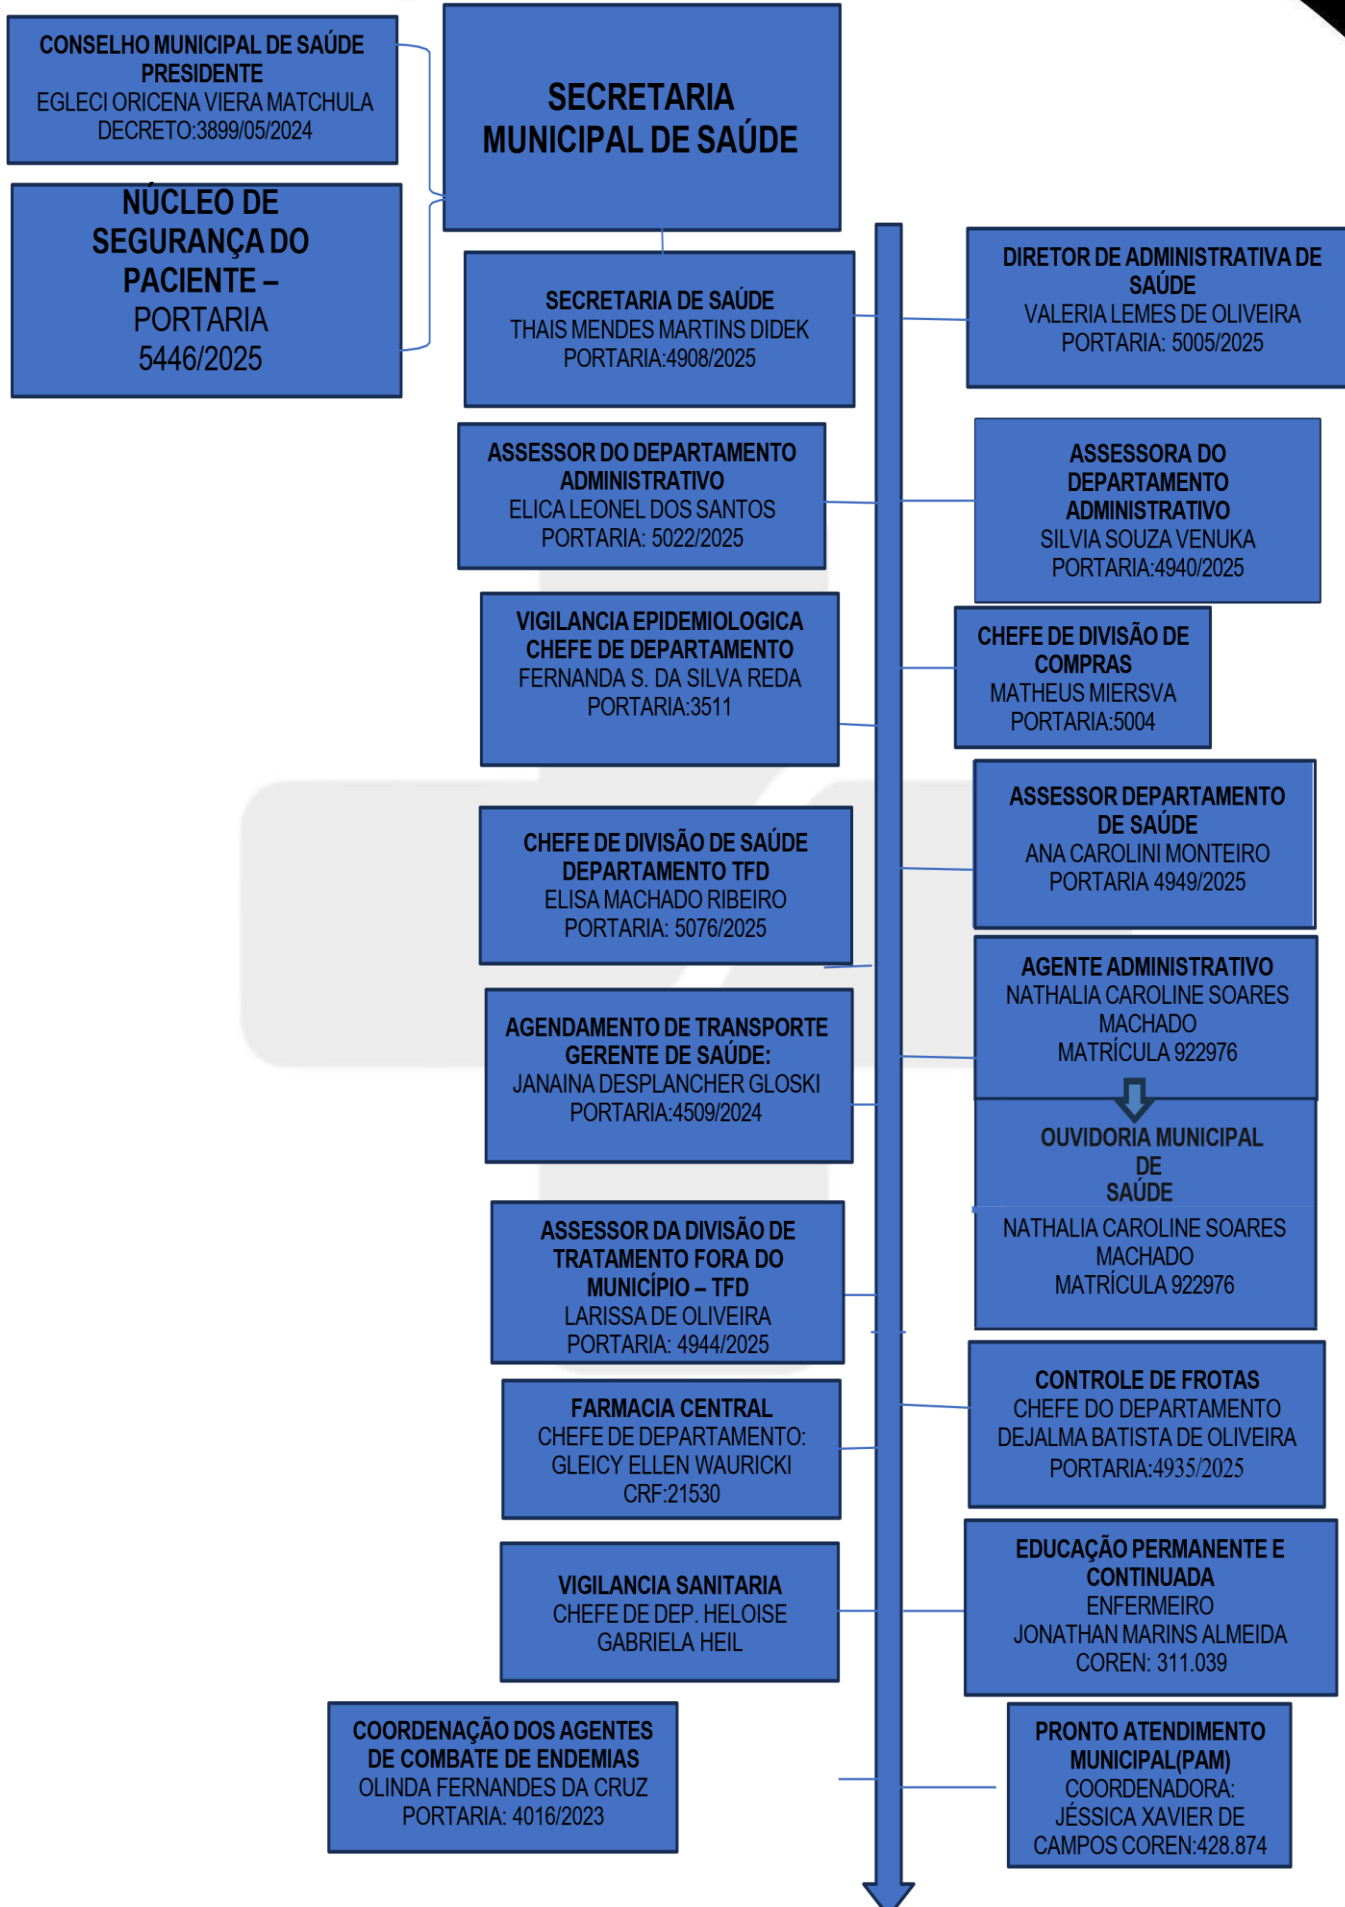 CONSELHO MUNICIPAL DE SAÚDE
PRESIDENTE
EGLECI ORICENA VIERA MATCHULA
DECRETO:3899/05/2024
SECRETARIA
MUNICIPAL DE SAÚDE
NÚCLEO DE
SEGURANÇA DO
PACIENTE –
PORTARIA
5446/2025
SECRETARIA DE SAÚDE
THAIS MENDES MARTINS DIDEK
PORTARIA:4908/2025
DIRETOR DE ADMINISTRATIVA DE
SAÚDE
VALERIA LEMES DE OLIVEIRA
PORTARIA: 5005/2025
ASSESSOR DO DEPARTAMENTO
ADMINISTRATIVO
ELICA LEONEL DOS SANTOS
PORTARIA: 5022/2025
ASSESSORA DO
DEPARTAMENTO
ADMINISTRATIVO
SILVIA SOUZA VENUKA
PORTARIA:4940/2025
VIGILANCIA EPIDEMIOLOGICA
CHEFE DE DEPARTAMENTO
FERNANDA S. DA SILVA REDA
PORTARIA:3511
CHEFE DE DIVISÃO DE
COMPRAS
MATHEUS MIERSVA
PORTARIA:5004
ASSESSOR DEPARTAMENTO
DE SAÚDE
ANA CAROLINI MONTEIRO
PORTARIA 4949/2025
CHEFE DE DIVISÃO DE SAÚDE
DEPARTAMENTO TFD
ELISA MACHADO RIBEIRO
PORTARIA: 5076/2025
AGENTE ADMINISTRATIVO
NATHALIA CAROLINE SOARES
MACHADO
MATRÍCULA 922976
AGENDAMENTO DE TRANSPORTE
GERENTE DE SAÚDE:
JANAINA DESPLANCHER GLOSKI
PORTARIA:4509/2024
OUVIDORIA MUNICIPAL
DE
SAÚDE
NATHALIA CAROLINE SOARES
MACHADO
MATRÍCULA 922976
ASSESSOR DA DIVISÃO DE
TRATAMENTO FORA DO
MUNICÍPIO – TFD
LARISSA DE OLIVEIRA
PORTARIA: 4944/2025
CONTROLE DE FROTAS
CHEFE DO DEPARTAMENTO
DEJALMA BATISTA DE OLIVEIRA
PORTARIA:4935/2025
FARMACIA CENTRAL
CHEFE DE DEPARTAMENTO:
GLEICY ELLEN WAURICKI
CRF:21530
EDUCAÇÃO PERMANENTE E
CONTINUADA
ENFERMEIRO
JONATHAN MARINS ALMEIDA
COREN: 311.039
VIGILANCIA SANITARIA
CHEFE DE DEP. HELOISE
GABRIELA HEIL
COORDENAÇÃO DOS AGENTES
DE COMBATE DE ENDEMIAS
OLINDA FERNANDES DA CRUZ
PORTARIA: 4016/2023
PRONTO ATENDIMENTO
MUNICIPAL(PAM)
COORDENADORA:
JÉSSICA XAVIER DE
CAMPOS COREN:428.874